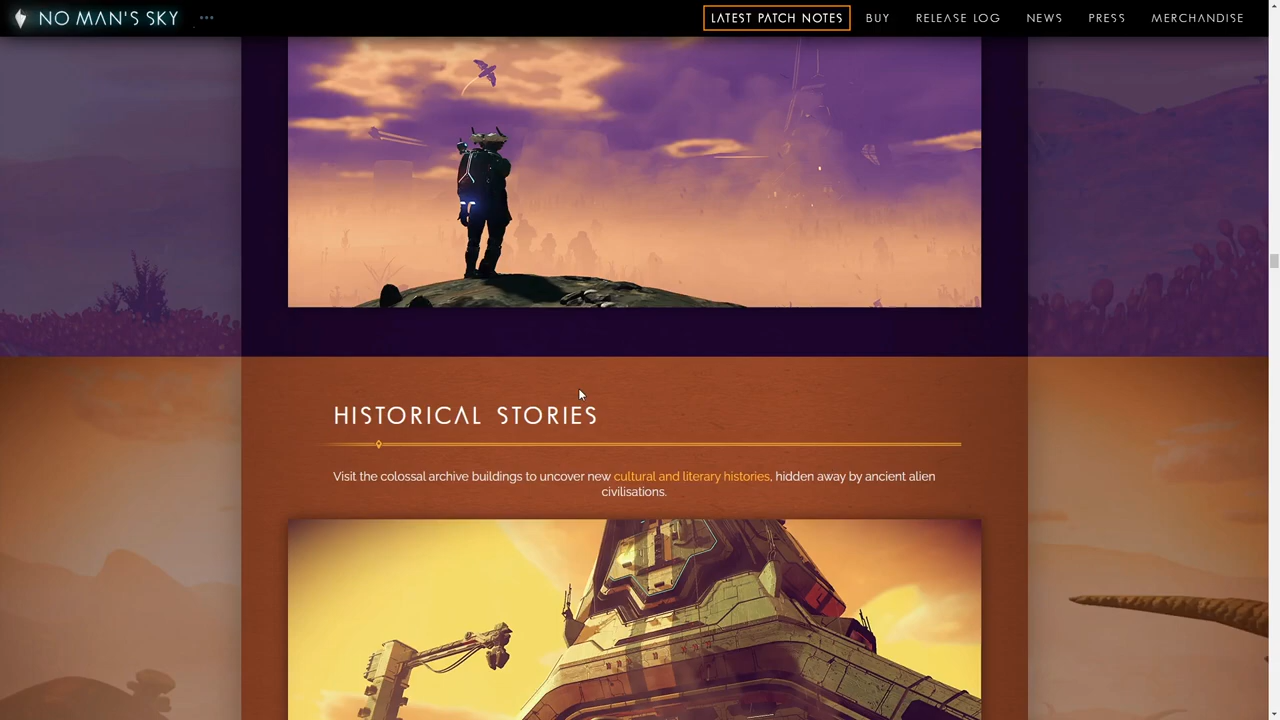 NO MAN'S SKY
LATEST PATCH NOTES
BUY
RELEASE LOG
NEWS
PRESS
MERCHANDISE
HISTORICAL STORIES
Visit the colossal archive buildings to uncover new cultural and literary histories, hidden away by ancient alien
civilisations.